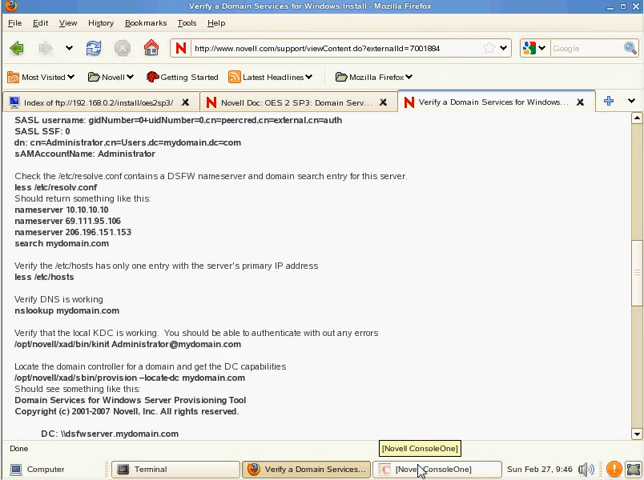 Verify a Domain Services for Windows Install - Mozilla Firefox
File Edit View History Bookmarks Tools Help
http://www.novell.com/support/viewContent.do?externalId=7001884
Google
Most Visited Novell Getting Started Latest Headlines Mozilla Firefox
Index of ftp://192.168.0.2/install/oes2sp3/ Novell Doc: OES 2 SP3: Domain Serv... Verify a Domain Services for Windows...
SASL username: gidNumber=0+uidNumber=0,cn=peercred,cn=external,cn=auth
SASL SSF: 0
dn: cn=Administrator,cn=Users,dc=mydomain,dc=com
sAMAccountName: Administrator
Check the /etc/resolve.conf contains a DSFW nameserver and domain search entry for this server.
less /etc/resolv.conf
Should return something like this:
nameserver 10.10.10.10
nameserver 69.111.95.106
nameserver 206.196.151.153
search mydomain.com
Verify the /etc/hosts has only one entry with the server's primary IP address
less /etc/hosts
Verify DNS is working
nslookup mydomain.com
Verify that the local KDC is working. You should be able to authenticate with out any errors
/opt/novell/xad/bin/kinit Administrator@mydomain.com
Locate the domain controller for a domain and get the DC capabilities
/opt/novell/xad/sbin/provision --locate-dc mydomain.com
Should see something like this:
Domain Services for Windows Server Provisioning Tool
Copyright (c) 2001-2007 Novell, Inc. All rights reserved.
DC: \\dsfwserver.mydomain.com
[Novell ConsoleOne]
Done
Computer Terminal Verify a Domain Services... [Novell ConsoleOne] Sun Feb 27, 9:46